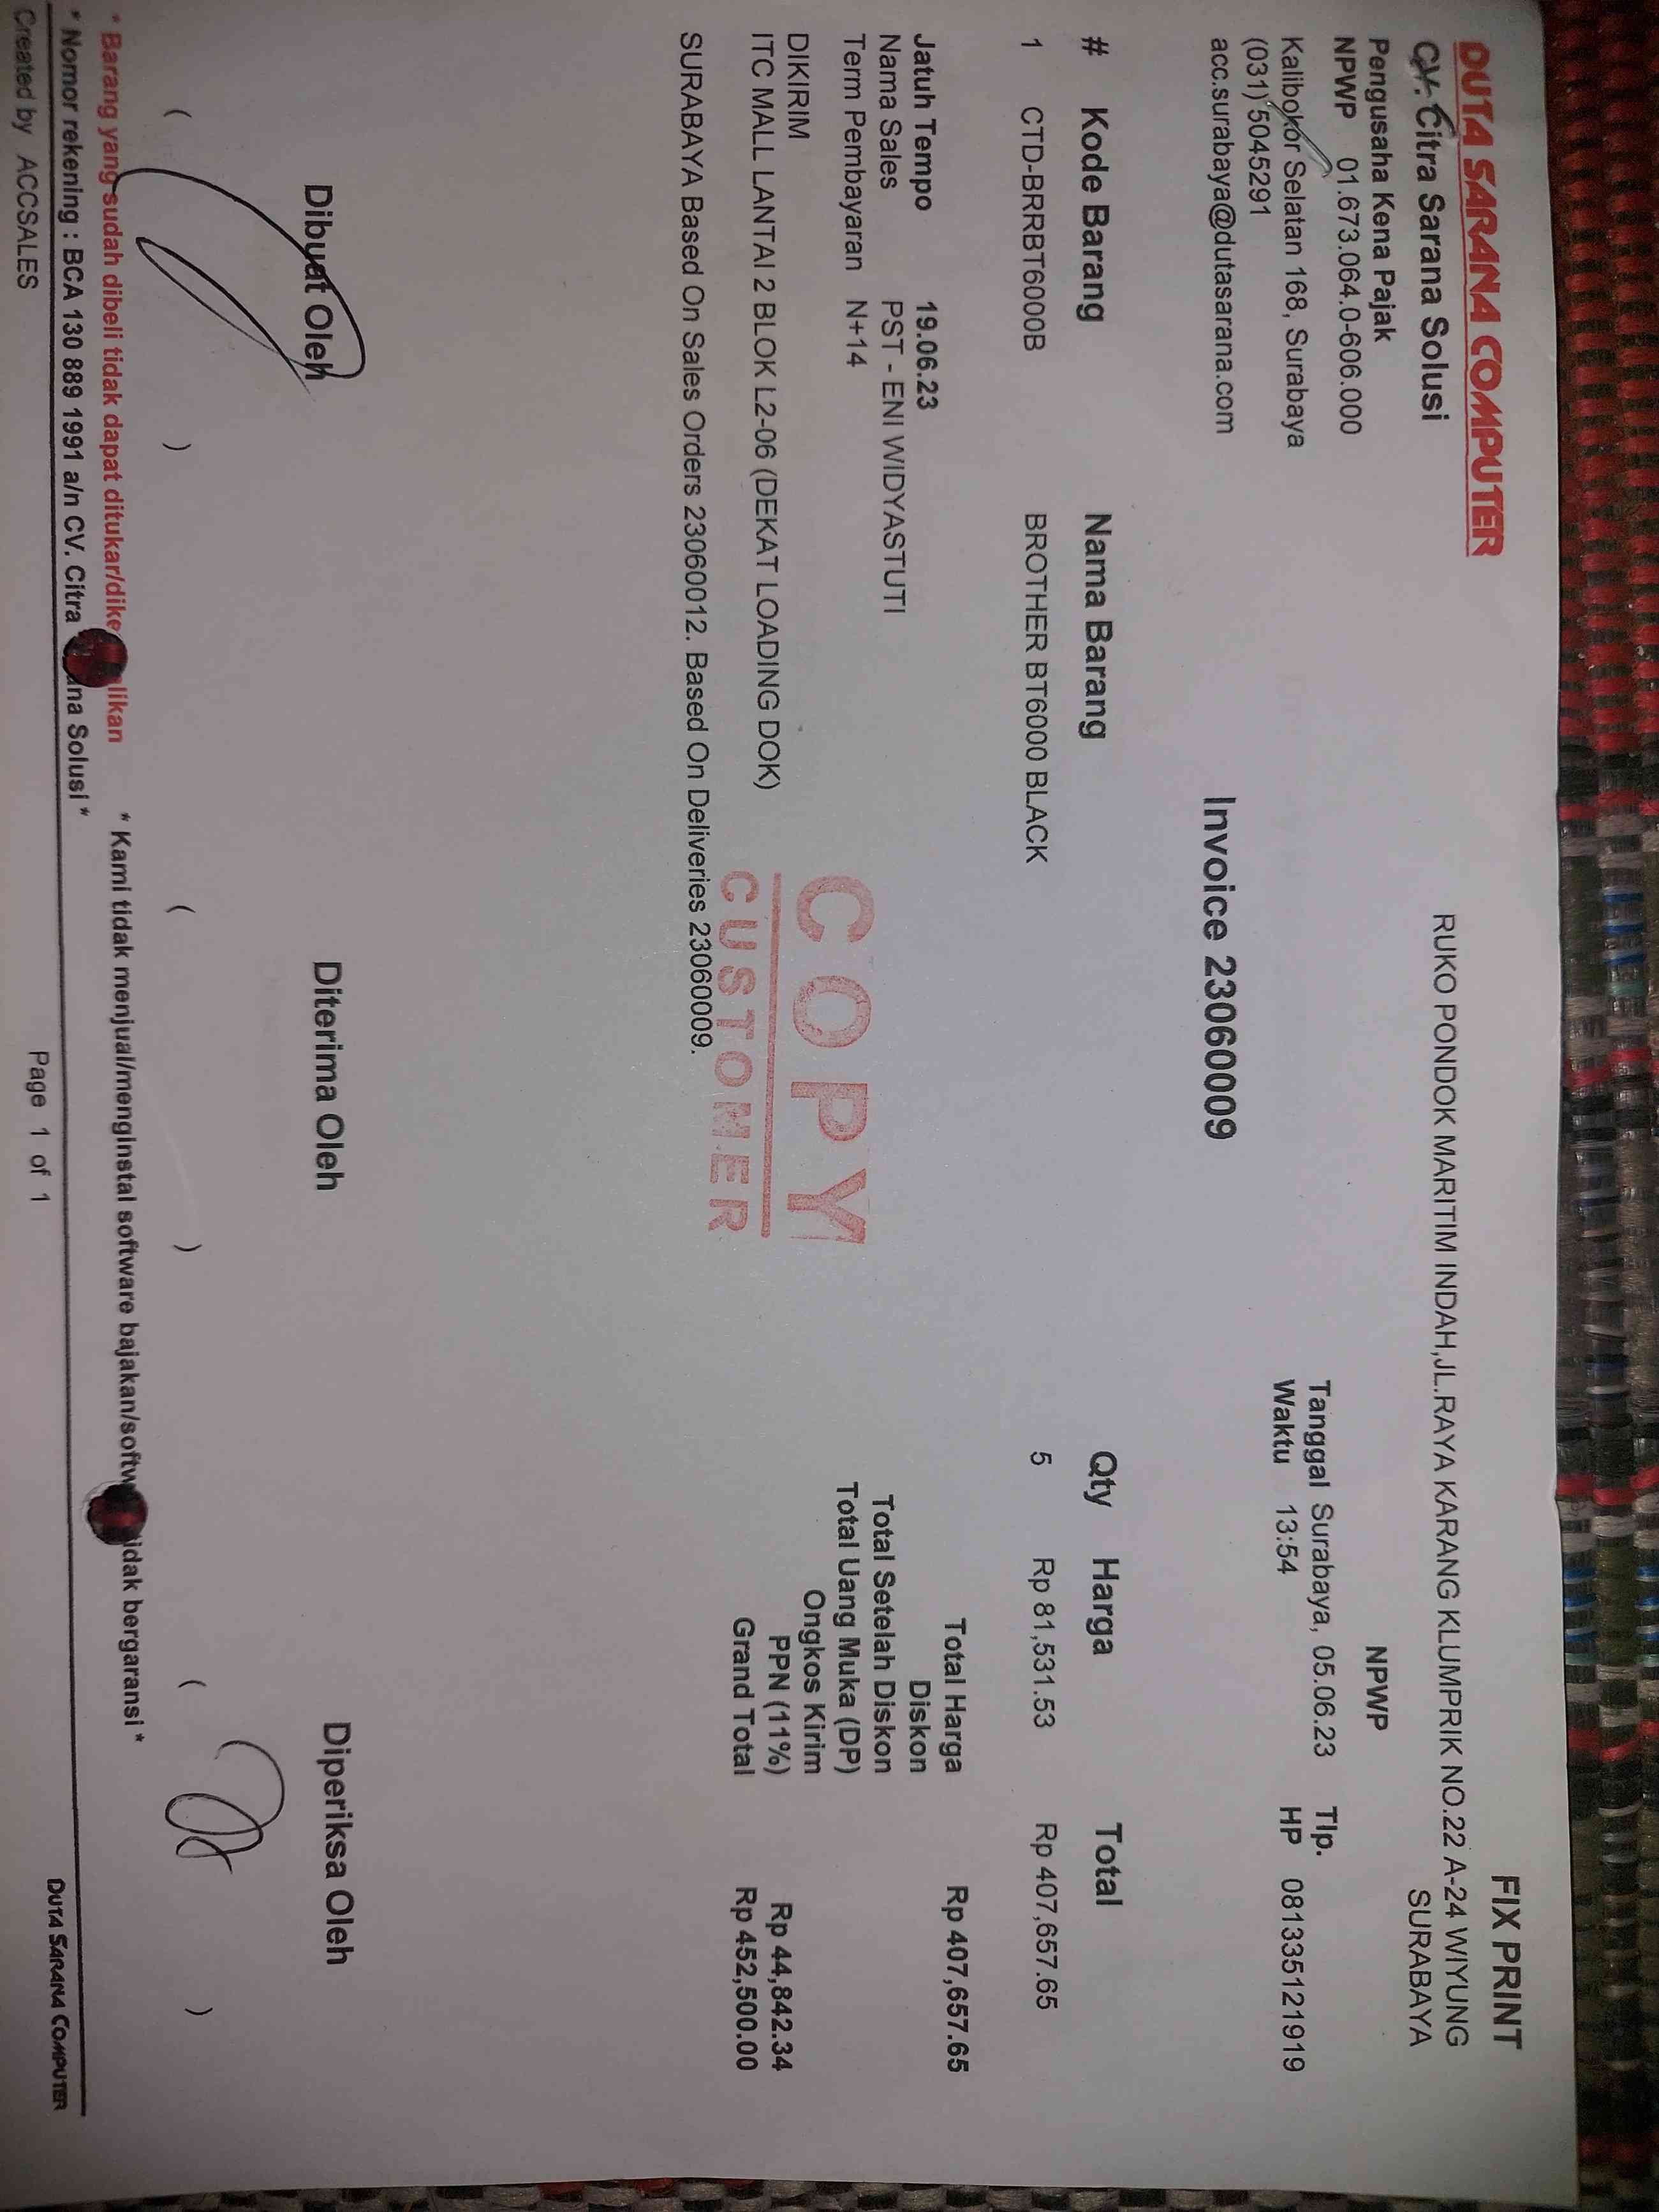 DUTA SARANA COMPUTER
CV. Citra Sarana Solusi
Pengusaha Kena Pajak
NPWP 01.673.064.0-606.000
Kalibokor Selatan 168, Surabaya
(031) 5045291
acc.surabaya@dutasarana.com
FIX PRINT
RUKO PONDOK MARITIM INDAH,JL.RAYA KARANG KLUMPRIK NO.22 A-24 WIYUNG
SURABAYA
NPWP
Tanggal Surabaya, 05.06.23 Tlp.
Waktu 13:54 HP 081335121919
Invoice 23060009
# Kode Barang Nama Barang Qty Harga Total
1 CTD-BRRBT6000B BROTHER BT6000 BLACK 5 Rp 81,531.53 Rp 407,657.65
Jatuh Tempo 19.06.23
Nama Sales PST - ENI WIDYASTUTI
Term Pembayaran N+14
DIKIRIM
ITC MALL LANTAI 2 BLOK L2-06 (DEKAT LOADING DOK)
SURABAYA Based On Sales Orders 23060012. Based On Deliveries 23060009.
COPY
CUSTOMER
Total Harga Rp 407,657.65
Diskon
Total Setelah Diskon
Total Uang Muka (DP)
Ongkos Kirim
PPN (11%) Rp 44,842.34
Grand Total Rp 452,500.00
Dibuat Oleh Diterima Oleh Diperiksa Oleh
( ) ( ) ( )
* Barang yang sudah dibeli tidak dapat ditukar/dike likan * Kami tidak menjual/menginstal software bajakan/softw idak bergaransi *
* Nomor rekening : BCA 130 889 1991 a/n CV. Citra ana Solusi *
DUTA SARANA COMPUTER
Created by ACCSALES Page 1 of 1